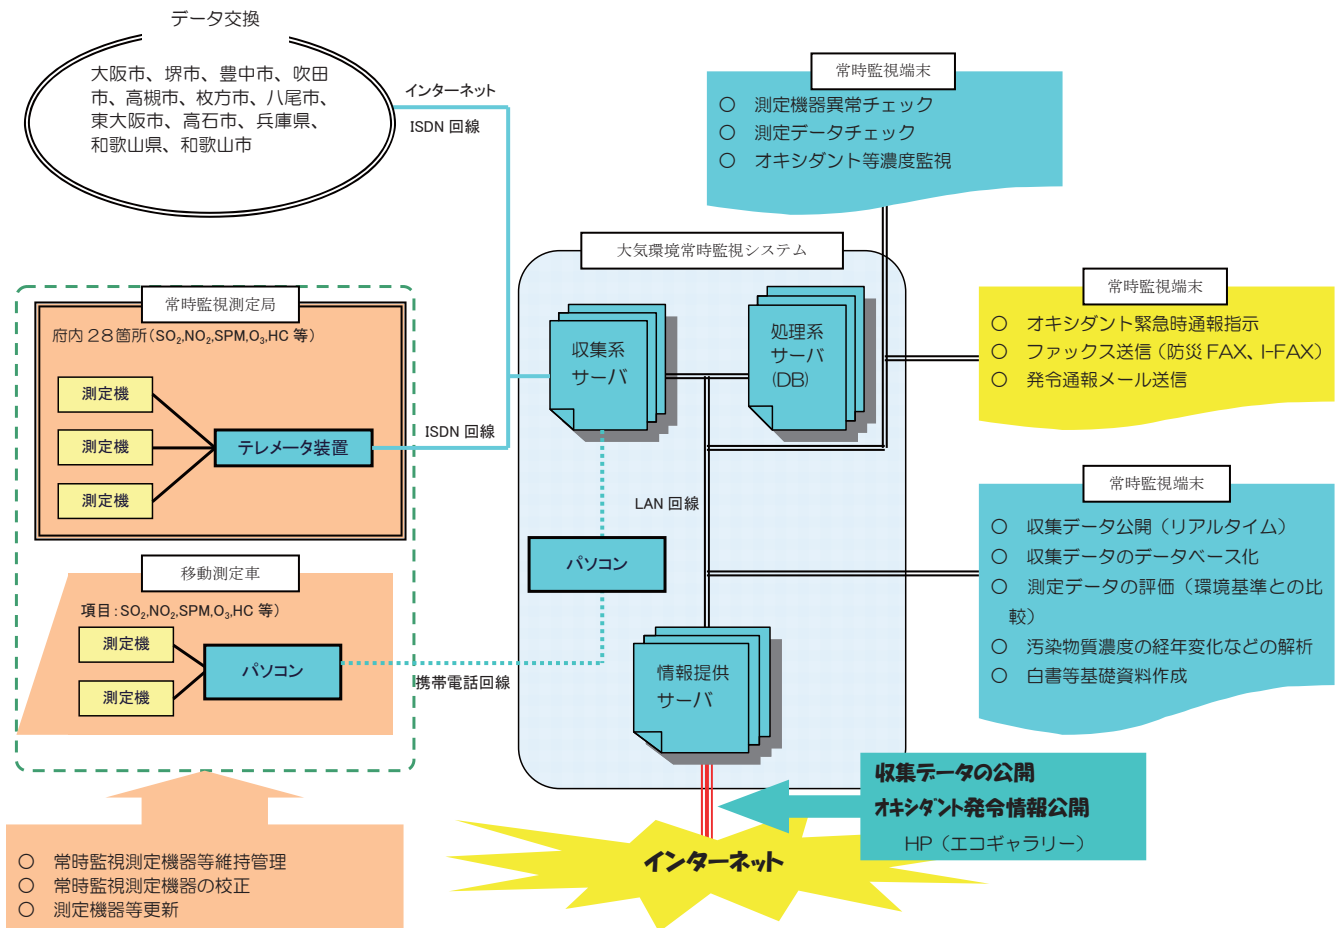 データ交換
大阪市、堺市、豊中市、吹田
市、高槻市、枚方市、八尾市、
東大阪市、高石市、兵庫県、
和歌山県、和歌山市
インターネット
ISDN 回線
常時監視端末
○ 測定機器異常チェック
○ 測定データチェック
○ オキシダント等濃度監視
大気環境常時監視システム
収集系
サーバ
処理系
サーバ
(DB)
常時監視端末
○ オキシダント緊急時通報指示
○ ファックス送信（防災 FAX、I-FAX）
○ 発令通報メール送信
常時監視測定局
府内 28箇所（SO2,NO2,SPM,O3,HC 等）
測定機
測定機
測定機
テレメータ装置
ISDN 回線
LAN 回線
パソコン
常時監視端末
○ 収集データ公開（リアルタイム）
○ 収集データのデータベース化
○ 測定データの評価（環境基準との比
較）
○ 汚染物質濃度の経年変化などの解析
○ 白書等基礎資料作成
移動測定車
項目：SO2,NO2,SPM,O3,HC 等）
測定機
測定機
パソコン
携帯電話回線
情報提供
サーバ
収集データの公開
オキシダント発令情報公開
HP（エコギャラリー）
インターネット
○ 常時監視測定機器等維持管理
○ 常時監視測定機器の校正
○ 測定機器等更新